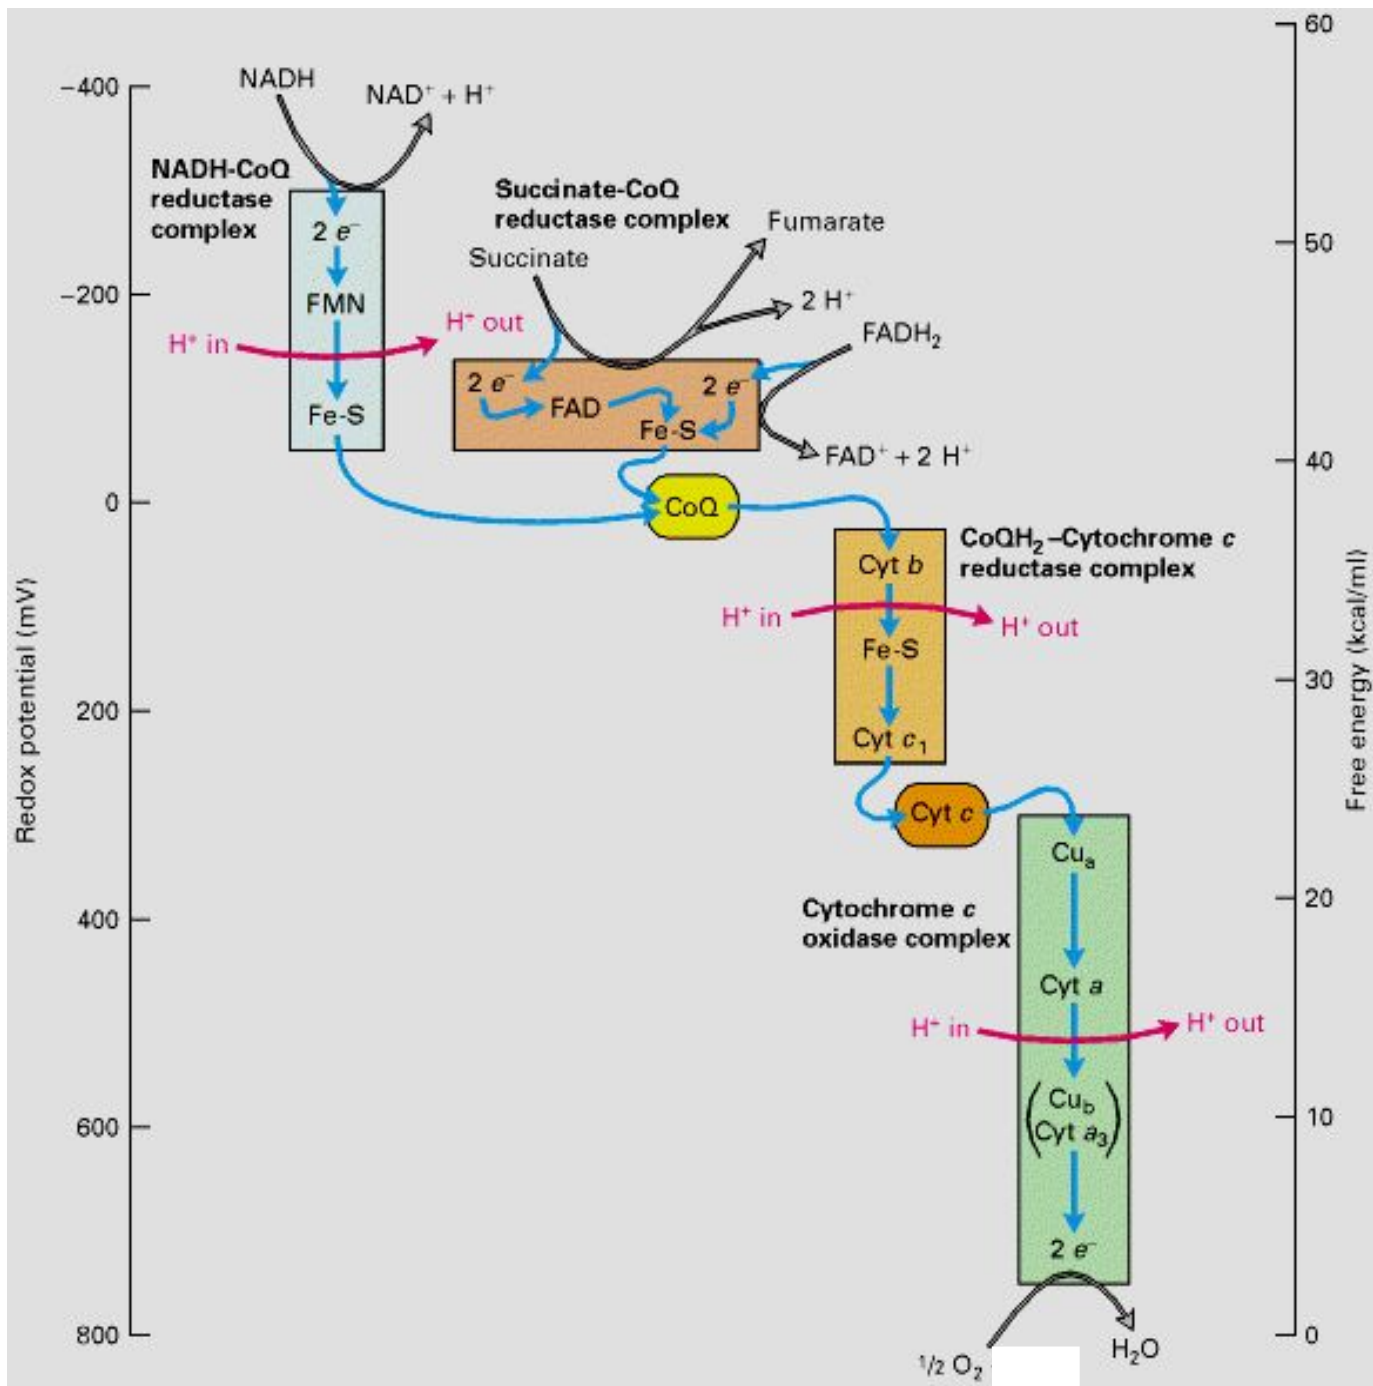 60
−400
NADH
NAD⁺ + H⁺
NADH-CoQ
reductase
complex
Succinate-CoQ
reductase complex
Fumarate
2 e⁻
50
Succinate
−200
FMN
2 H⁺
H⁺ in
H⁺ out
FADH₂
2 e⁻
2 e⁻
FAD
Fe-S
Fe-S
FAD⁺ + 2 H⁺
40
0
CoQ
CoQH₂–Cytochrome c
reductase complex
Cyt b
H⁺ in
H⁺ out
Fe-S
30
200
Cyt c₁
Redox potential (mV)
Free energy (kcal/ml)
Cyt c
Cuₐ
20
400
Cytochrome c
oxidase complex
Cyt a
H⁺ in
H⁺ out
Cu_b
Cyt a₃
10
600
2 e⁻
800
0
1/2 O₂
H₂O